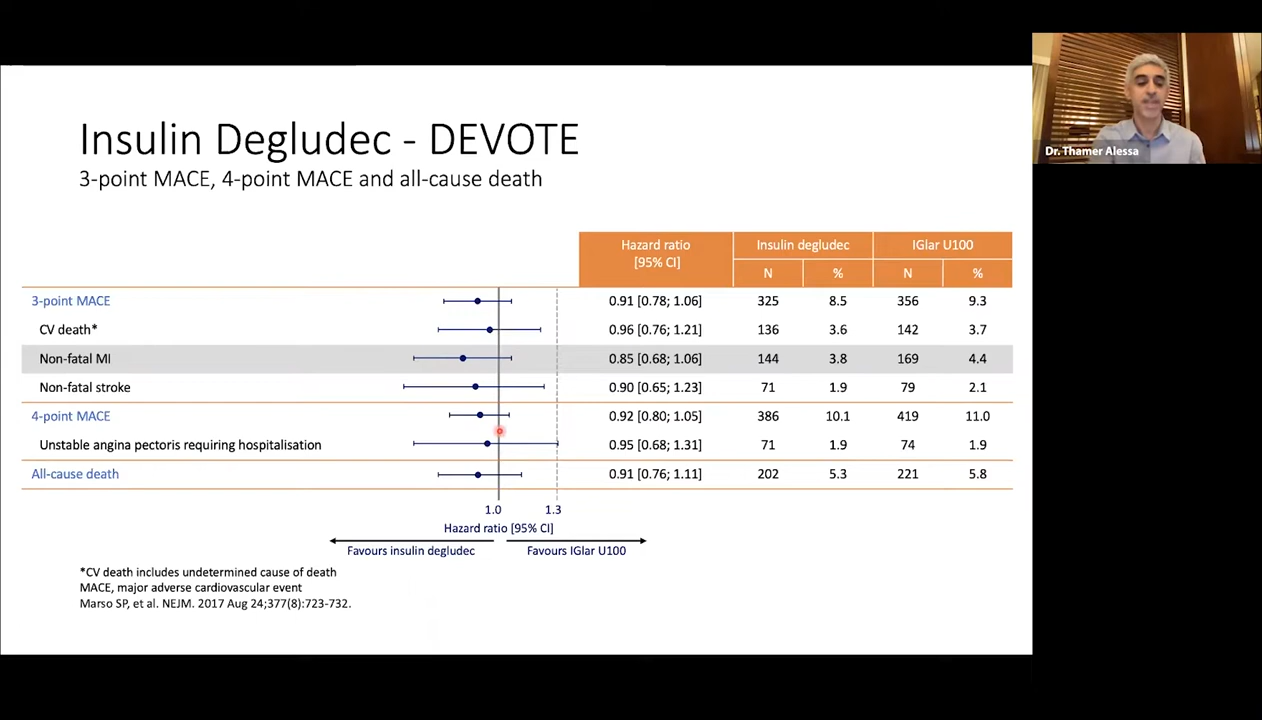 Insulin Degludec - DEVOTE
3-point MACE, 4-point MACE and all-cause death
Dr. Thamer Alessa
Hazard ratio [95% CI] Insulin degludec IGlar U100
N % N %
3-point MACE 0.91 [0.78; 1.06] 325 8.5 356 9.3
CV death* 0.96 [0.76; 1.21] 136 3.6 142 3.7
Non-fatal MI 0.85 [0.68; 1.06] 144 3.8 169 4.4
Non-fatal stroke 0.90 [0.65; 1.23] 71 1.9 79 2.1
4-point MACE 0.92 [0.80; 1.05] 386 10.1 419 11.0
Unstable angina pectoris requiring hospitalisation 0.95 [0.68; 1.31] 71 1.9 74 1.9
All-cause death 0.91 [0.76; 1.11] 202 5.3 221 5.8
1.0 1.3
Hazard ratio [95% CI]
Favours insulin degludec Favours IGlar U100
*CV death includes undetermined cause of death
MACE, major adverse cardiovascular event
Marso SP, et al. NEJM. 2017 Aug 24;377(8):723-732.